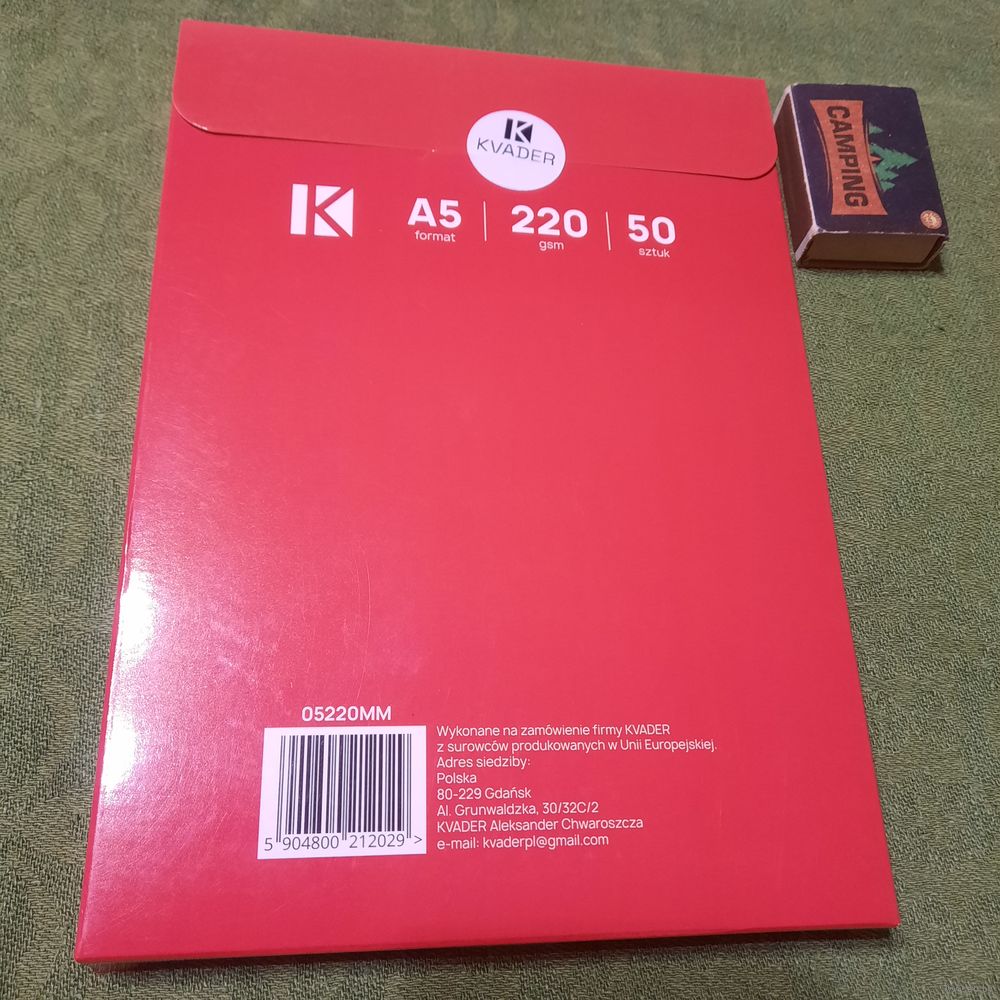 K
KVADER
K
A5
format
220
gsm
50
sztuk
CAMPING
05220MM
5 904800 212029 >
Wykonane na zamówienie firmy KVADER
z surowców produkowanych w Unii Europejskiej.
Adres siedziby:
Polska
80-229 Gdańsk
Al. Grunwaldzka, 30/32C/2
KVADER Aleksander Chwaroszcza
e-mail: kvaderpl@gmail.com